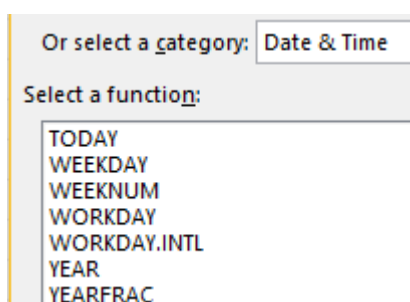 Or select a category: Date & Time
Select a function:
TODAY
WEEKDAY
WEEKNUM
WORKDAY
WORKDAY.INTL
YEAR
YEARFRAC